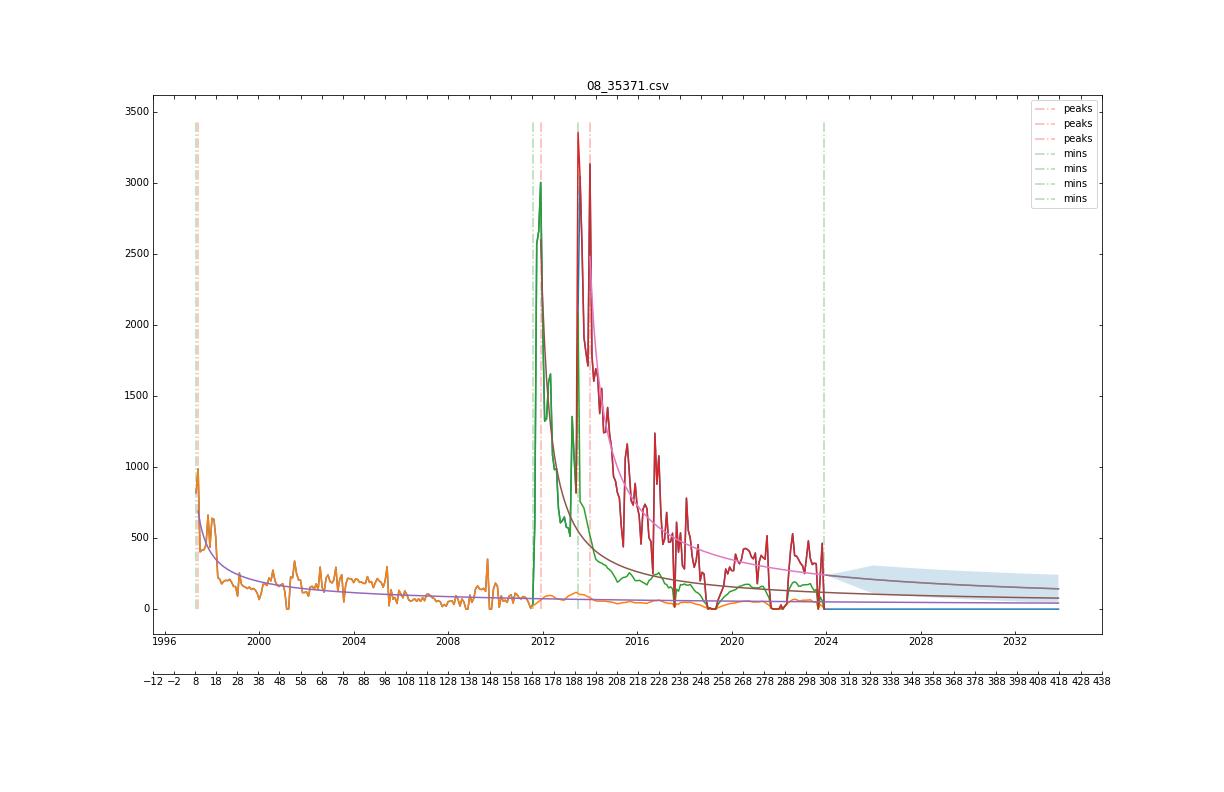 08_35371.csv
3500
3000
2500
2000
1500
1000
500
0
peaks
peaks
peaks
mins
mins
mins
mins
1996 2000 2004 2008 2012 2016 2020 2024 2028 2032
−12 −2 8 18 28 38 48 58 68 78 88 98 108 118 128 138 148 158 168 178 188 198 208 218 228 238 248 258 268 278 288 298 308 318 328 338 348 358 368 378 388 398 408 418 428 438